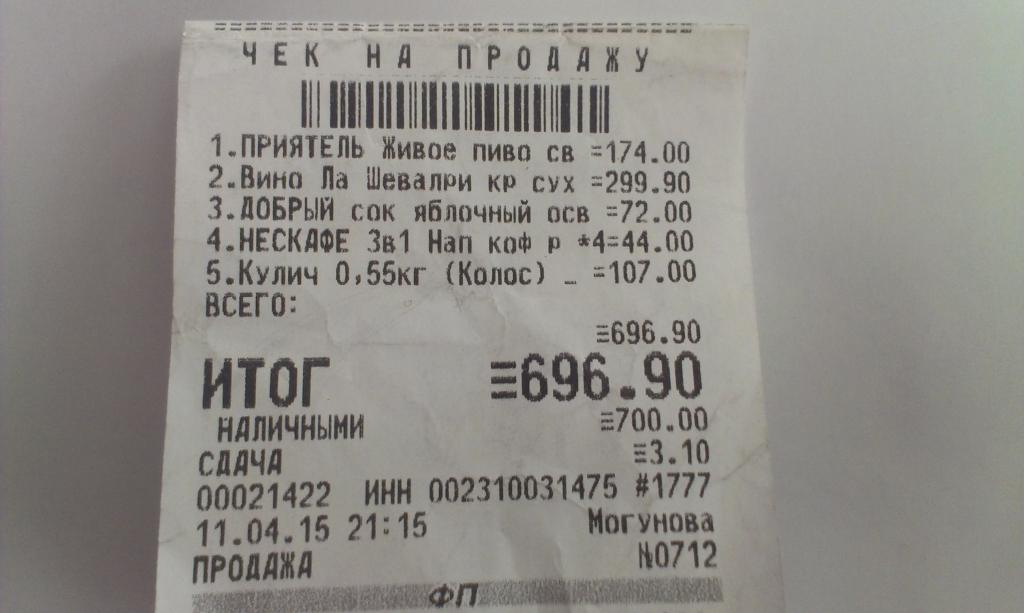 ЧЕК НА ПРОДАЖУ
1.ПРИЯТЕЛЬ Живое пиво св =174.00
2.Вино Ла Шевалри кр сух =299.90
3.ДОБРЫЙ сок яблочный осв =72.00
4.НЕСКАФЕ 3в1 Нап коф р *4=44.00
5.Кулич 0,55кг (Колос) _ =107.00
ВСЕГО:
≡696.90
ИТОГ ≡696.90
НАЛИЧНЫМИ ≡700.00
СДАЧА ≡3.10
00021422 ИНН 002310031475 #1777
11.04.15 21:15 Могунова
ПРОДАЖА №0712
ФП